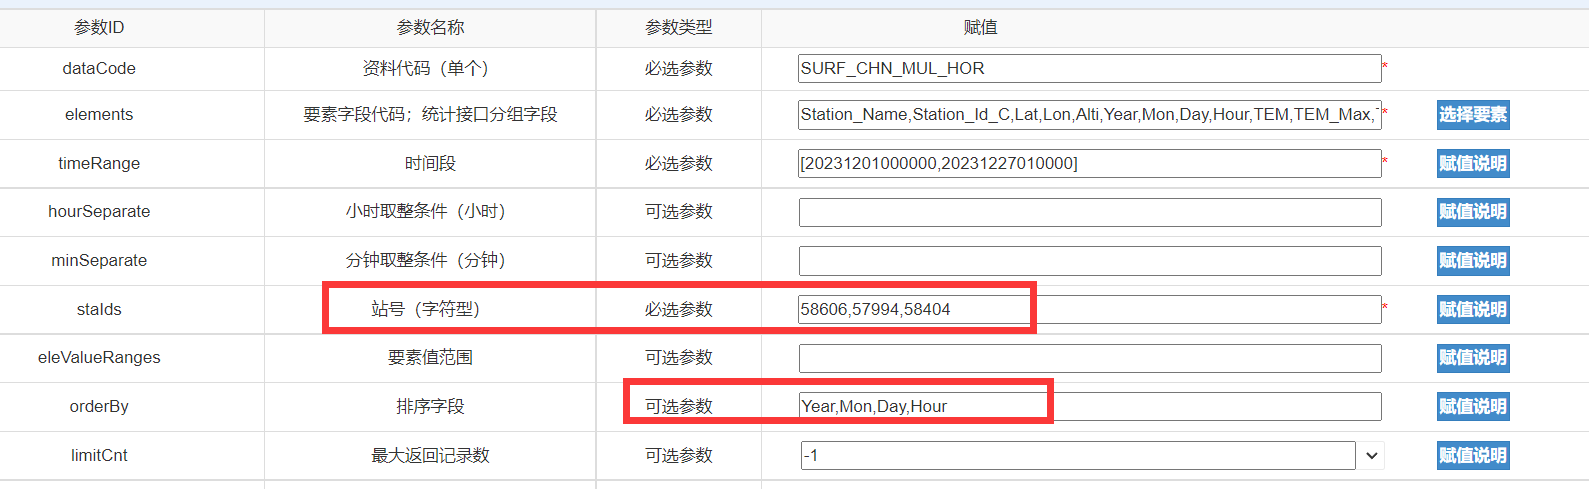 参数ID 参数名称 参数类型 赋值
dataCode 资料代码（单个） 必选参数 SURF_CHN_MUL_HOR *
elements 要素字段代码；统计接口分组字段 必选参数 Station_Name,Station_Id_C,Lat,Lon,Alti,Year,Mon,Day,Hour,TEM,TEM_Max, * 选择要素
timeRange 时间段 必选参数 [20231201000000,20231227010000] * 赋值说明
hourSeparate 小时取整条件（小时） 可选参数 赋值说明
minSeparate 分钟取整条件（分钟） 可选参数 赋值说明
staIds 站号（字符型） 必选参数 58606,57994,58404 * 赋值说明
eleValueRanges 要素值范围 可选参数 赋值说明
orderBy 排序字段 可选参数 Year,Mon,Day,Hour 赋值说明
limitCnt 最大返回记录数 可选参数 -1 赋值说明